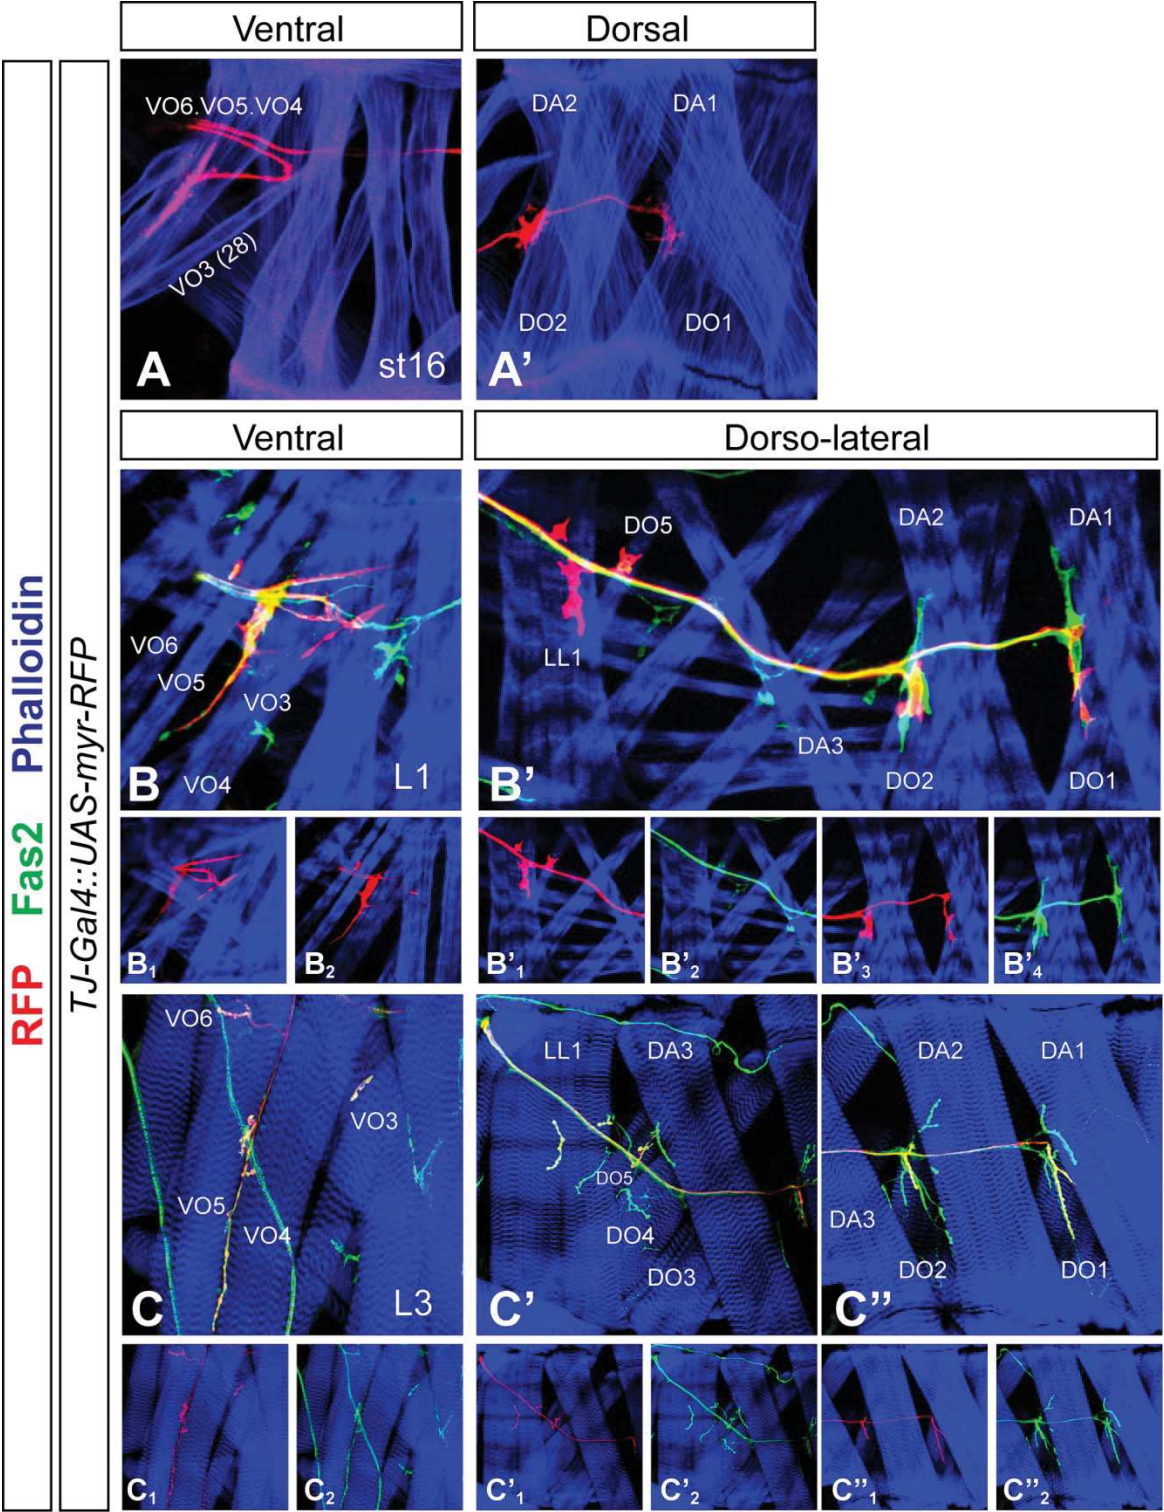 RFP Fas2 Phalloidin
TJ-Gal4::UAS-myr-RFP
Ventral
Dorsal
VO6.VO5.VO4
VO3 (28)
A
st16
DA2
DA1
DO2
DO1
A’
Ventral
Dorso-lateral
VO6
VO5
VO3
VO4
B
L1
DO5
DA2
DA1
LL1
DA3
B’
DO2
DO1
B1
B2
B’1
B’2
B’3
B’4
VO6
VO3
VO5
VO4
C
L3
LL1
DA3
DO5
DO4
DO3
C’
DA2
DA1
DA3
DO2
DO1
C’’
C1
C2
C’1
C’2
C’’1
C’’2